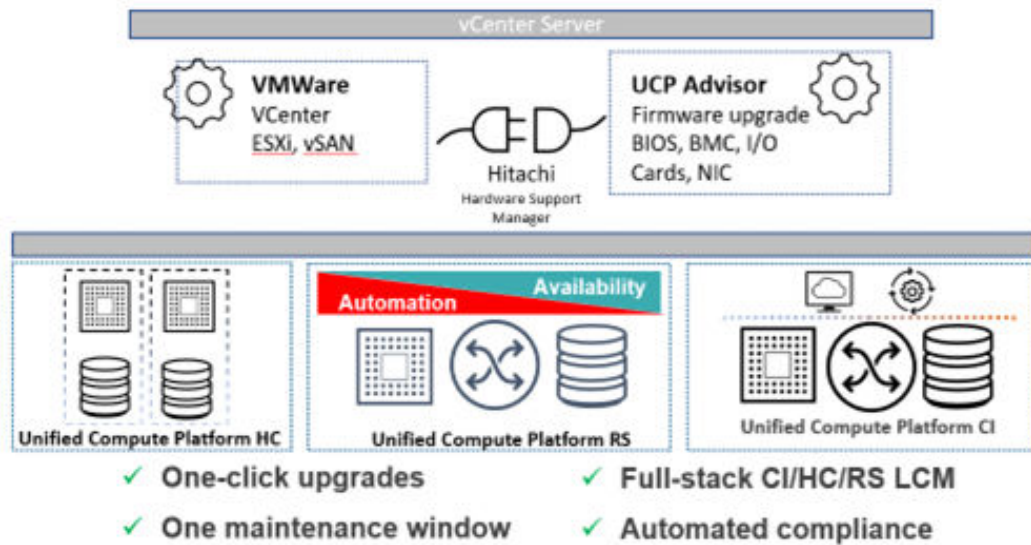 vCenter Server
VMWare
VCenter
ESXi, vSAN
Hitachi
Hardware Support
Manager
UCP Advisor
Firmware upgrade
BIOS, BMC, I/O
Cards, NIC
Unified Compute Platform HC
Automation
Availability
Unified Compute Platform RS
Unified Compute Platform CI
✓ One-click upgrades
✓ One maintenance window
✓ Full-stack CI/HC/RS LCM
✓ Automated compliance